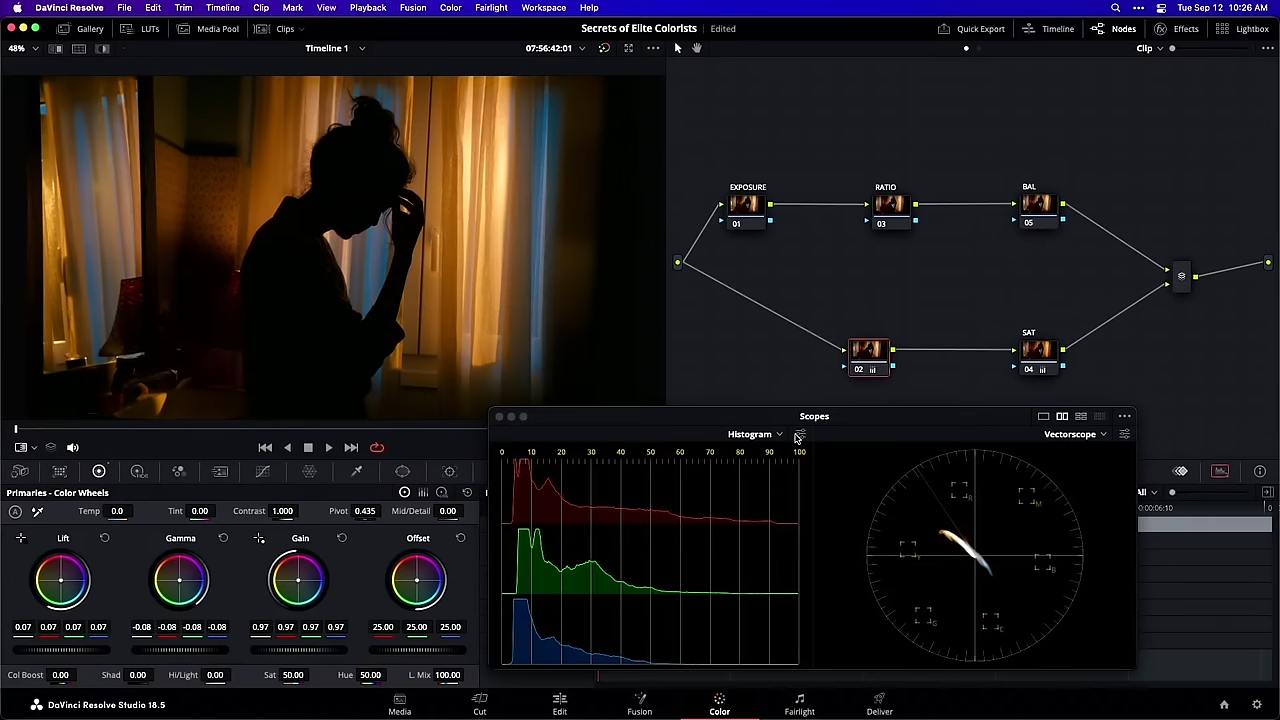 DaVinci Resolve File Edit Trim Timeline Clip Mark View Playback Fusion Color Fairlight Workspace Help Tue Sep 12 10:26 AM
Gallery LUTs Media Pool Clips Secrets of Elite Colorists Edited Quick Export Timeline Nodes Effects Lightbox
48% Timeline 1 07:56:42:01 Clip
EXPOSURE RATIO BAL
01 03 05
SAT
02 04
Scopes
Histogram Vectorscope
0 10 20 30 40 50 60 70 80 90 100
R M
Y B
G C
Primaries - Color Wheels All
Temp 0.0 Tint 0.00 Contrast 1.000 Pivot 0.435 Mid/Detail 0.00 0:00:06:10
Lift Gamma Gain Offset
0.07 0.07 0.07 0.07 -0.08 -0.08 -0.08 -0.08 0.97 0.97 0.97 0.97 25.00 25.00 25.00
Col Boost 0.00 Shad 0.00 Hi/Light 0.00 Sat 50.00 Hue 50.00 L. Mix 100.00
DaVinci Resolve Studio 18.5 Media Cut Edit Fusion Color Fairlight Deliver